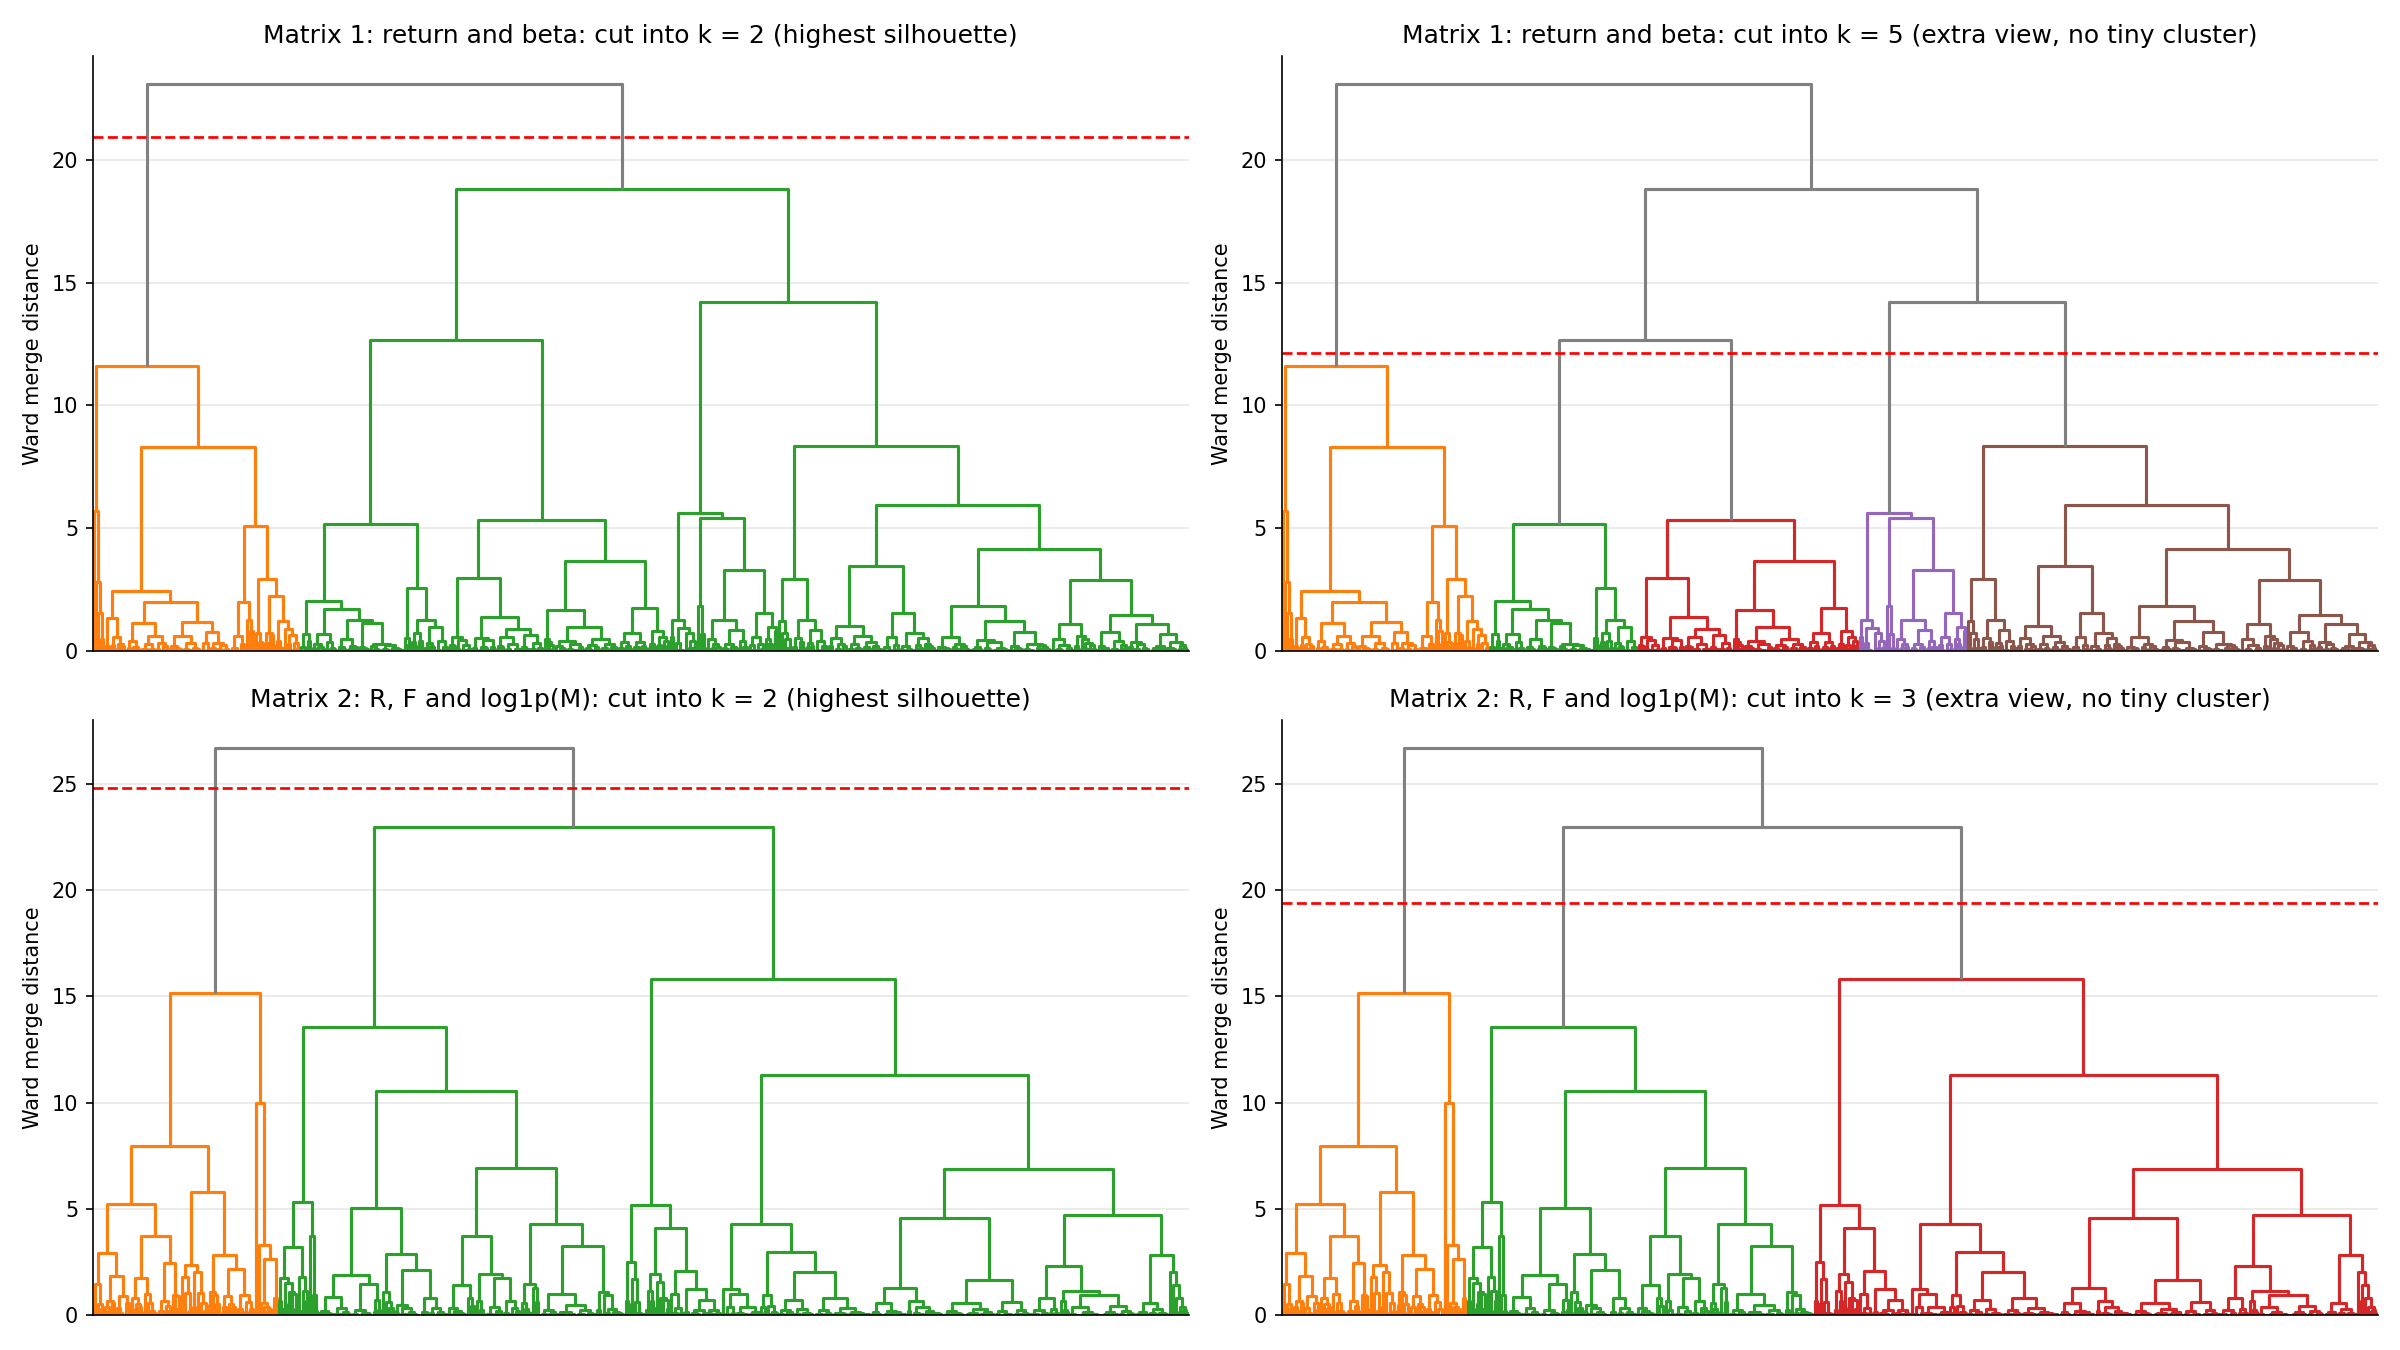 Matrix 1: return and beta: cut into k = 2 (highest silhouette)
Ward merge distance
20
15
10
5
0
Matrix 1: return and beta: cut into k = 5 (extra view, no tiny cluster)
Ward merge distance
20
15
10
5
0
Matrix 2: R, F and log1p(M): cut into k = 2 (highest silhouette)
Ward merge distance
25
20
15
10
5
0
Matrix 2: R, F and log1p(M): cut into k = 3 (extra view, no tiny cluster)
Ward merge distance
25
20
15
10
5
0